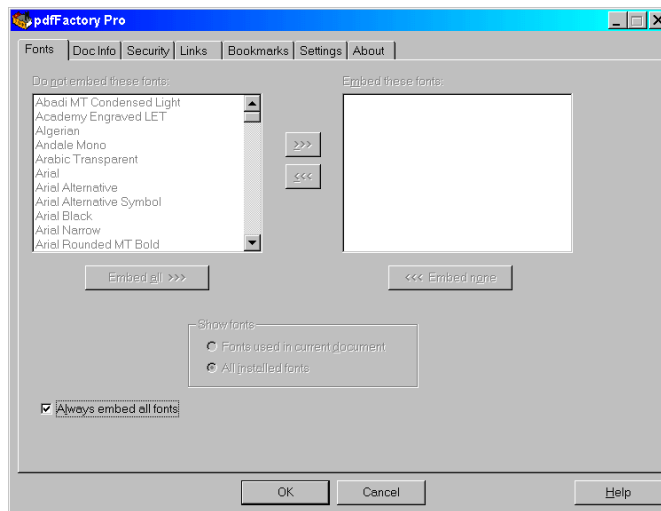 pdfFactory Pro
Fonts Doc Info Security Links Bookmarks Settings About
Do not embed these fonts: Embed these fonts:
Abadi MT Condensed Light
Academy Engraved LET
Algerian
Andale Mono
Arabic Transparent
Arial
Arial Alternative
Arial Alternative Symbol
Arial Black
Arial Narrow
Arial Rounded MT Bold
>>>
<<<
Embed all >>> <<< Embed none
Show fonts
Fonts used in current document
All installed fonts
Always embed all fonts
OK Cancel Help